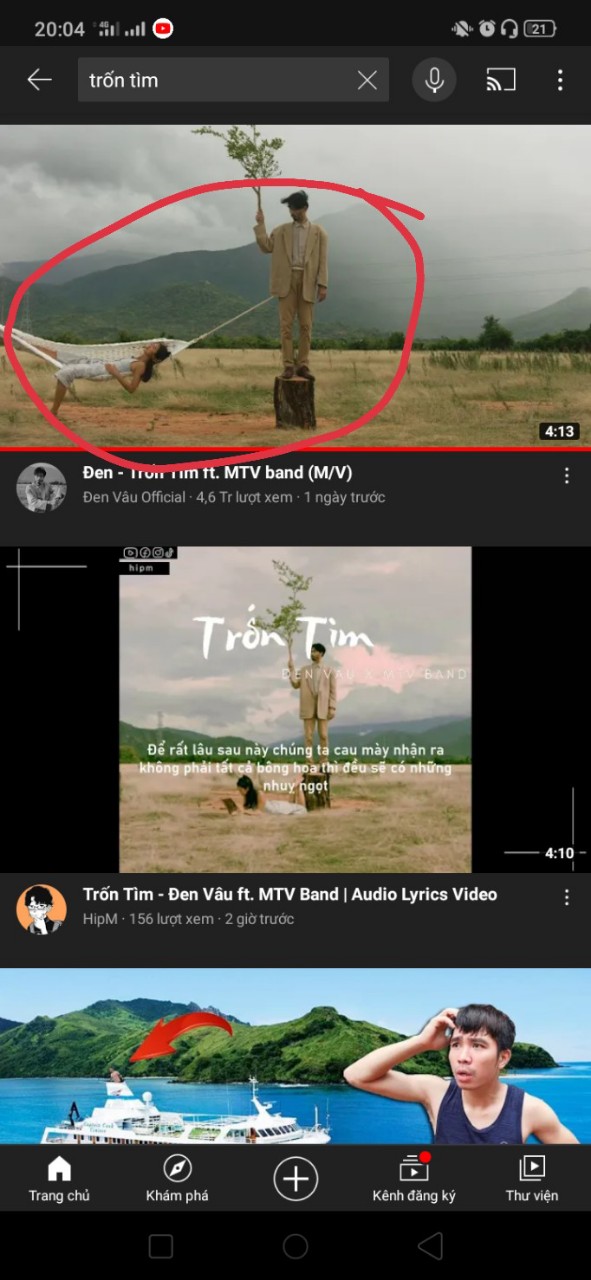 20:04
4G
21
trốn tìm
4:13
Đen - Trốn Tìm ft. MTV band (M/V)
Đen Vâu Official · 4,6 Tr lượt xem · 1 ngày trước
hipm
Trốn Tìm
ĐEN VÂU X MTV BAND
Để rất lâu sau này chúng ta cau mày nhận ra
không phải tất cả bông hoa thì đều sẽ có những
nhuỵ ngọt
4:10
Trốn Tìm - Đen Vâu ft. MTV Band | Audio Lyrics Video
HipM · 156 lượt xem · 2 giờ trước
Trang chủ
Khám phá
Kênh đăng ký
Thư viện